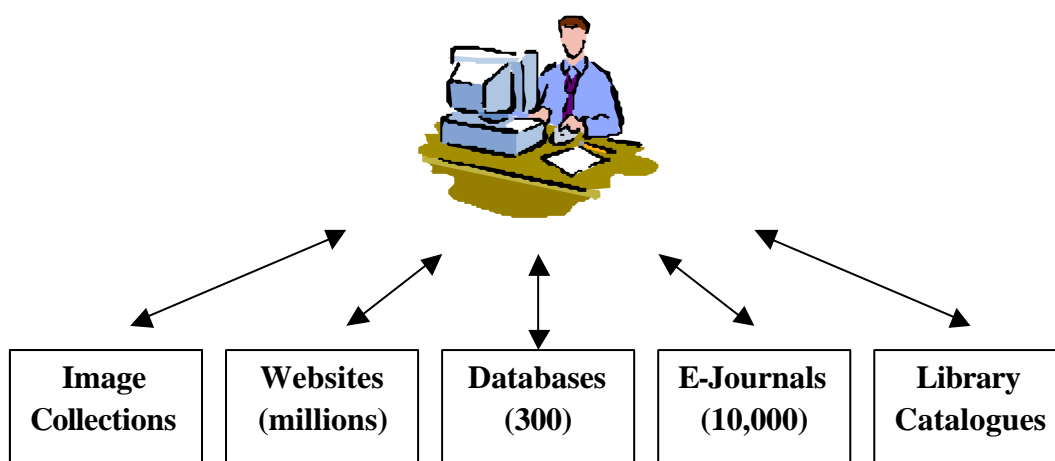 Image
Collections
Websites
(millions)
Databases
(300)
E-Journals
(10,000)
Library
Catalogues